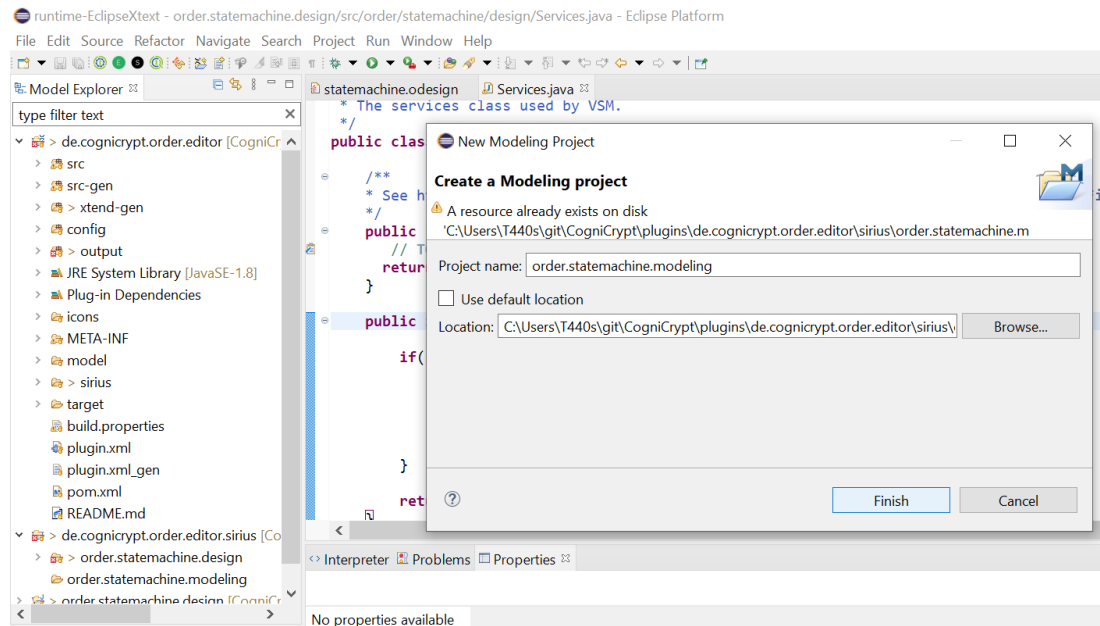 runtime-EclipseXtext - order.statemachine.design/src/order/statemachine/design/Services.java - Eclipse Platform
File Edit Source Refactor Navigate Search Project Run Window Help
Model Explorer
type filter text
> de.cognicrypt.order.editor [CogniCr
src
src-gen
> xtend-gen
config
> output
JRE System Library [JavaSE-1.8]
Plug-in Dependencies
icons
META-INF
model
> sirius
target
build.properties
plugin.xml
plugin.xml_gen
pom.xml
README.md
> de.cognicrypt.order.editor.sirius [Co
> order.statemachine.design
order.statemachine.modeling
> order.statemachine.design [CogniCr
statemachine.odesign
Services.java
* The services class used by VSM.
*/
public clas
/**
* See h
*/
public
// T
retur
}
public
if(
}
ret
}
New Modeling Project
Create a Modeling project
A resource already exists on disk
'C:\Users\T440s\git\CogniCrypt\plugins\de.cognicrypt.order.editor\sirius\order.statemachine.m
Project name: order.statemachine.modeling
Use default location
Location: C:\Users\T440s\git\CogniCrypt\plugins\de.cognicrypt.order.editor\sirius\ Browse...
Finish Cancel
Interpreter Problems Properties
No properties available